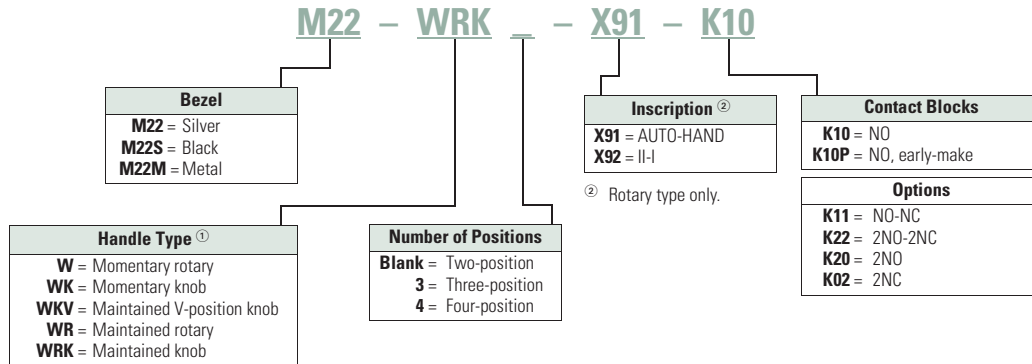 M22 – WRK _ – X91 – K10
Bezel
M22 = Silver
M22S = Black
M22M = Metal
Inscription ②
X91 = AUTO-HAND
X92 = II-I
② Rotary type only.
Contact Blocks
K10 = NO
K10P = NO, early-make
Options
K11 = NO-NC
K22 = 2NO-2NC
K20 = 2NO
K02 = 2NC
Handle Type ①
W = Momentary rotary
WK = Momentary knob
WKV = Maintained V-position knob
WR = Maintained rotary
WRK = Maintained knob
Number of Positions
Blank = Two-position
3 = Three-position
4 = Four-position